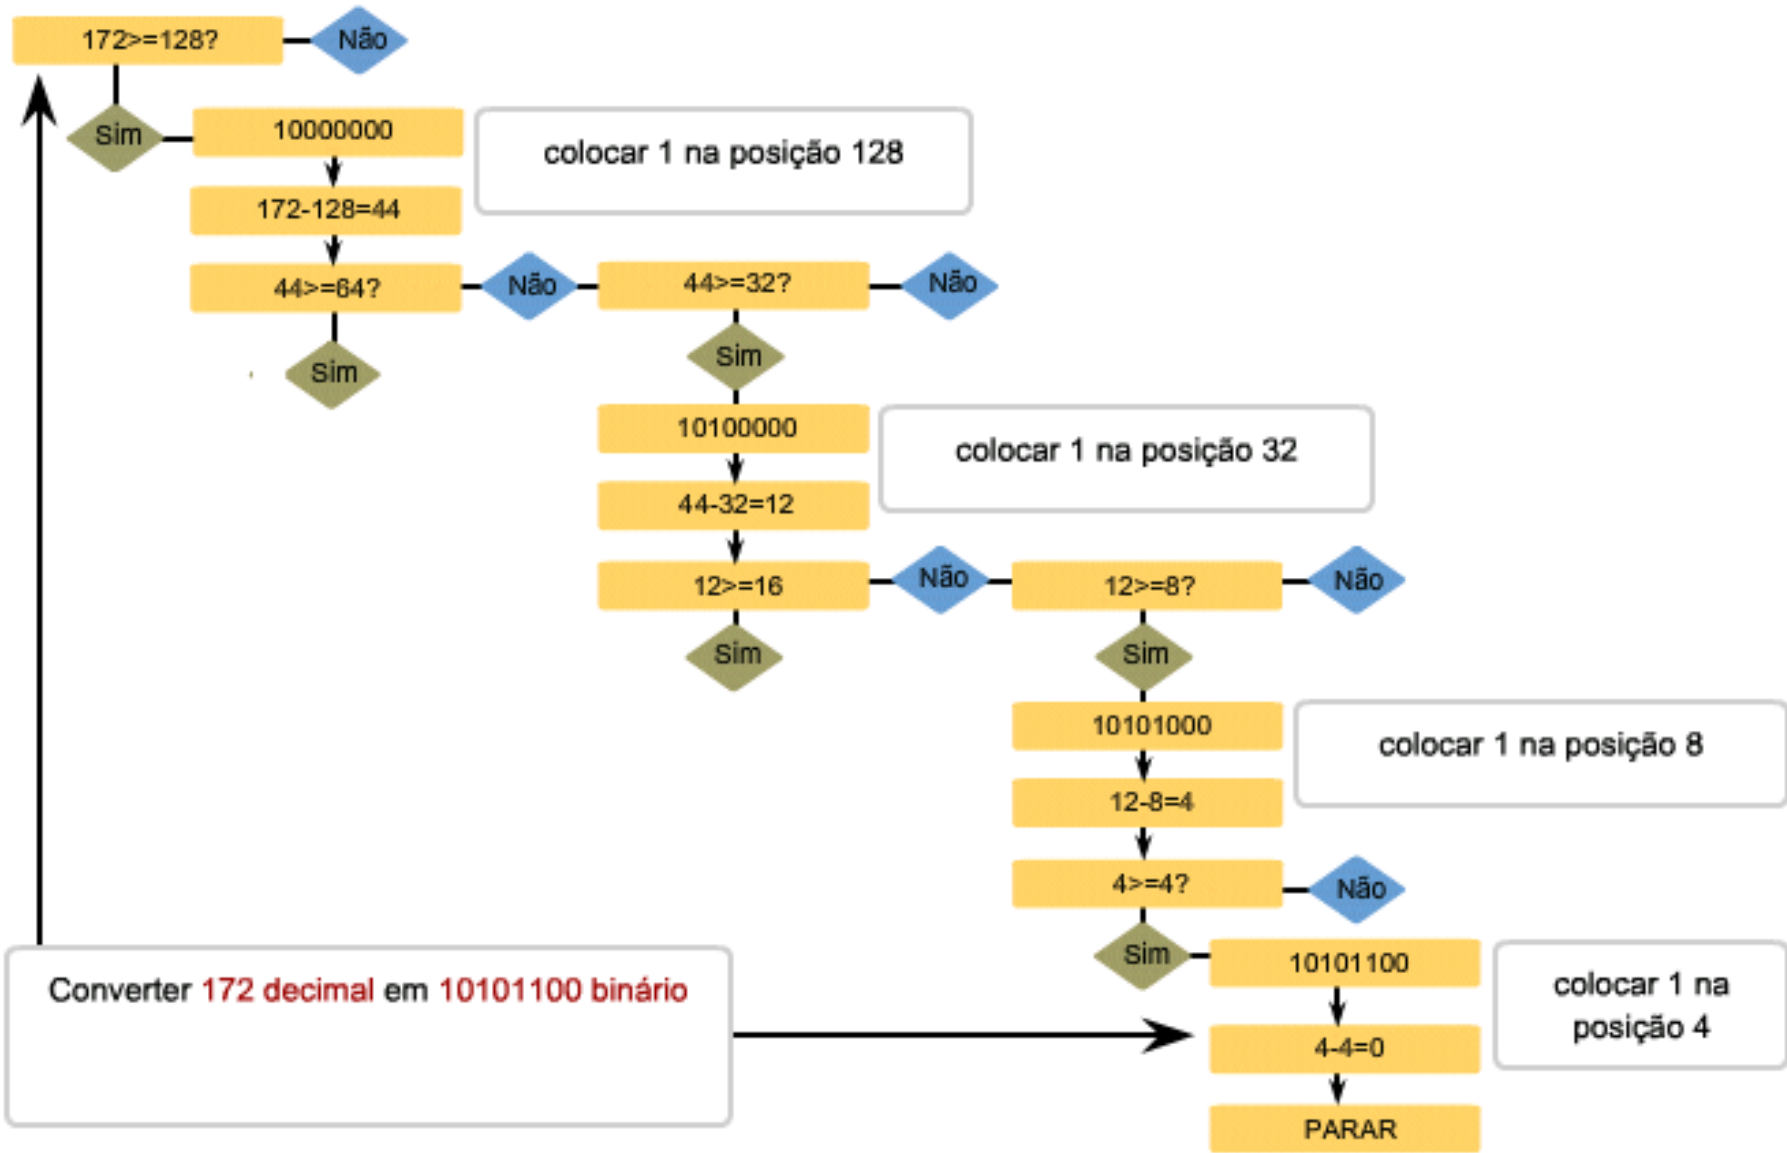 172>=128?
Não
Sim
10000000
colocar 1 na posição 128
172-128=44
44>=64?
Não
44>=32?
Não
Sim
Sim
10100000
colocar 1 na posição 32
44-32=12
12>=16
Não
12>=8?
Não
Sim
Sim
10101000
colocar 1 na posição 8
12-8=4
4>=4?
Não
Sim
10101100
colocar 1 na
posição 4
Converter 172 decimal em 10101100 binário
4-4=0
PARAR